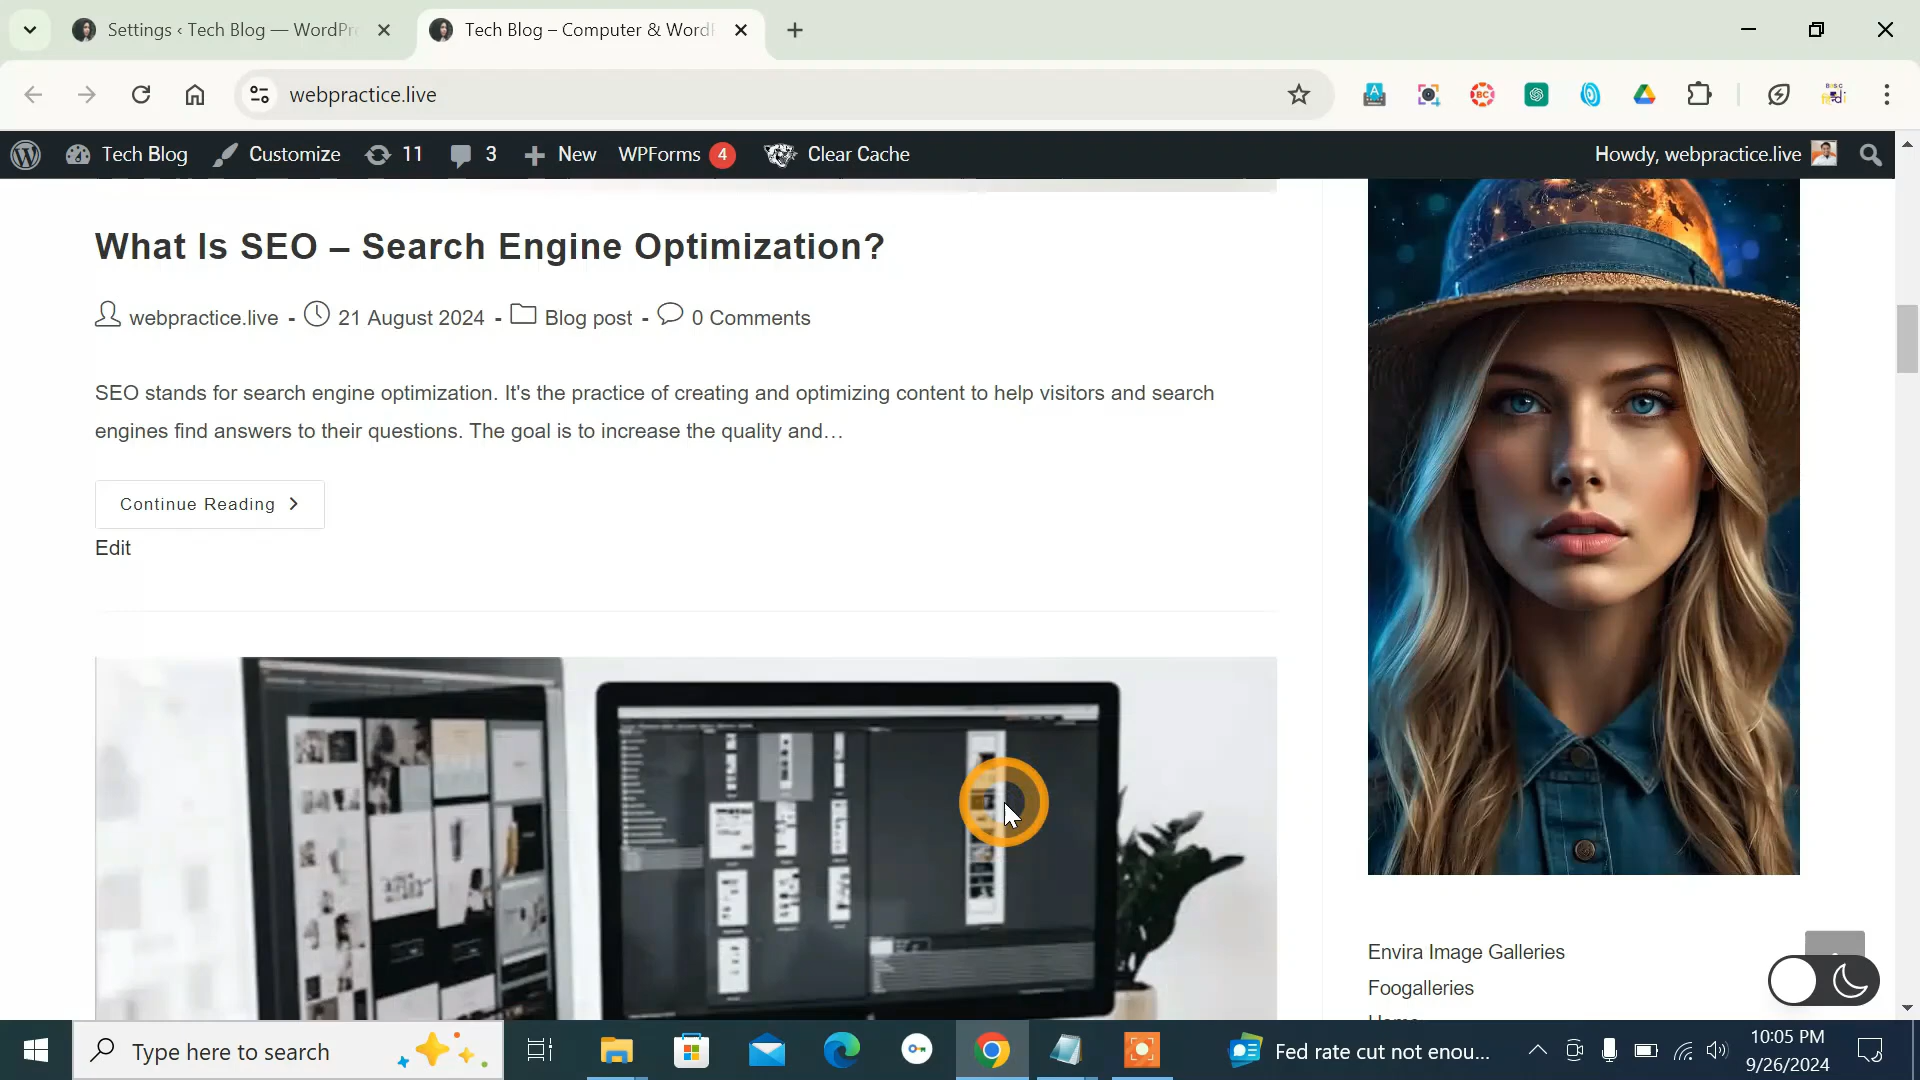 Settings ‹ Tech Blog — WordPr
Tech Blog – Computer & WordP
webpractice.live
Tech Blog
Customize
11
3
New
WPForms 4
Clear Cache
Howdy, webpractice.live
What Is SEO – Search Engine Optimization?
webpractice.live - 21 August 2024 - Blog post - 0 Comments
SEO stands for search engine optimization. It's the practice of creating and optimizing content to help visitors and search
engines find answers to their questions. The goal is to increase the quality and…
Continue Reading
Edit
Envira Image Galleries
Foogalleries
Type here to search
Fed rate cut not enou...
10:05 PM
9/26/2024